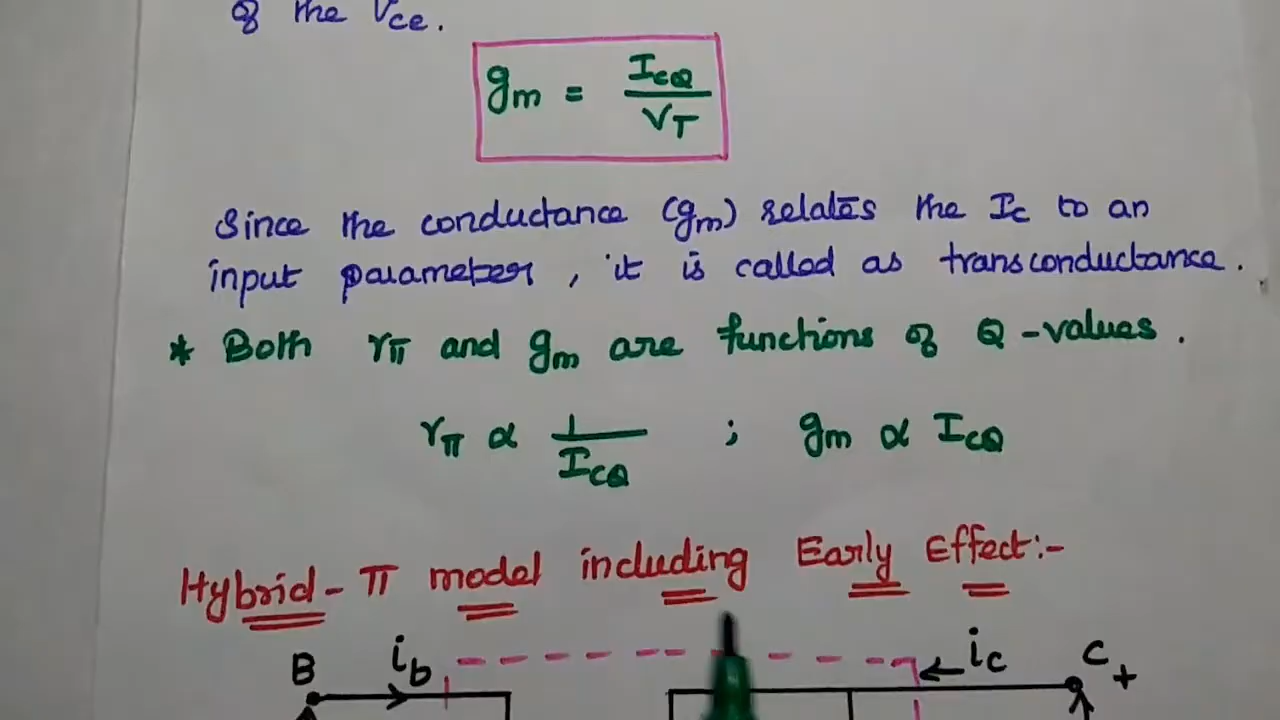 of the Vce.
gm = ICQ / VT
Since the conductance (gm) relates the Ic to an
input parameter, it is called as transconductance.
* Both rπ and gm are functions of Q-values.
rπ ∝ 1 / ICQ ; gm ∝ ICQ
Hybrid-π model including Early Effect:-
B ib ic C +